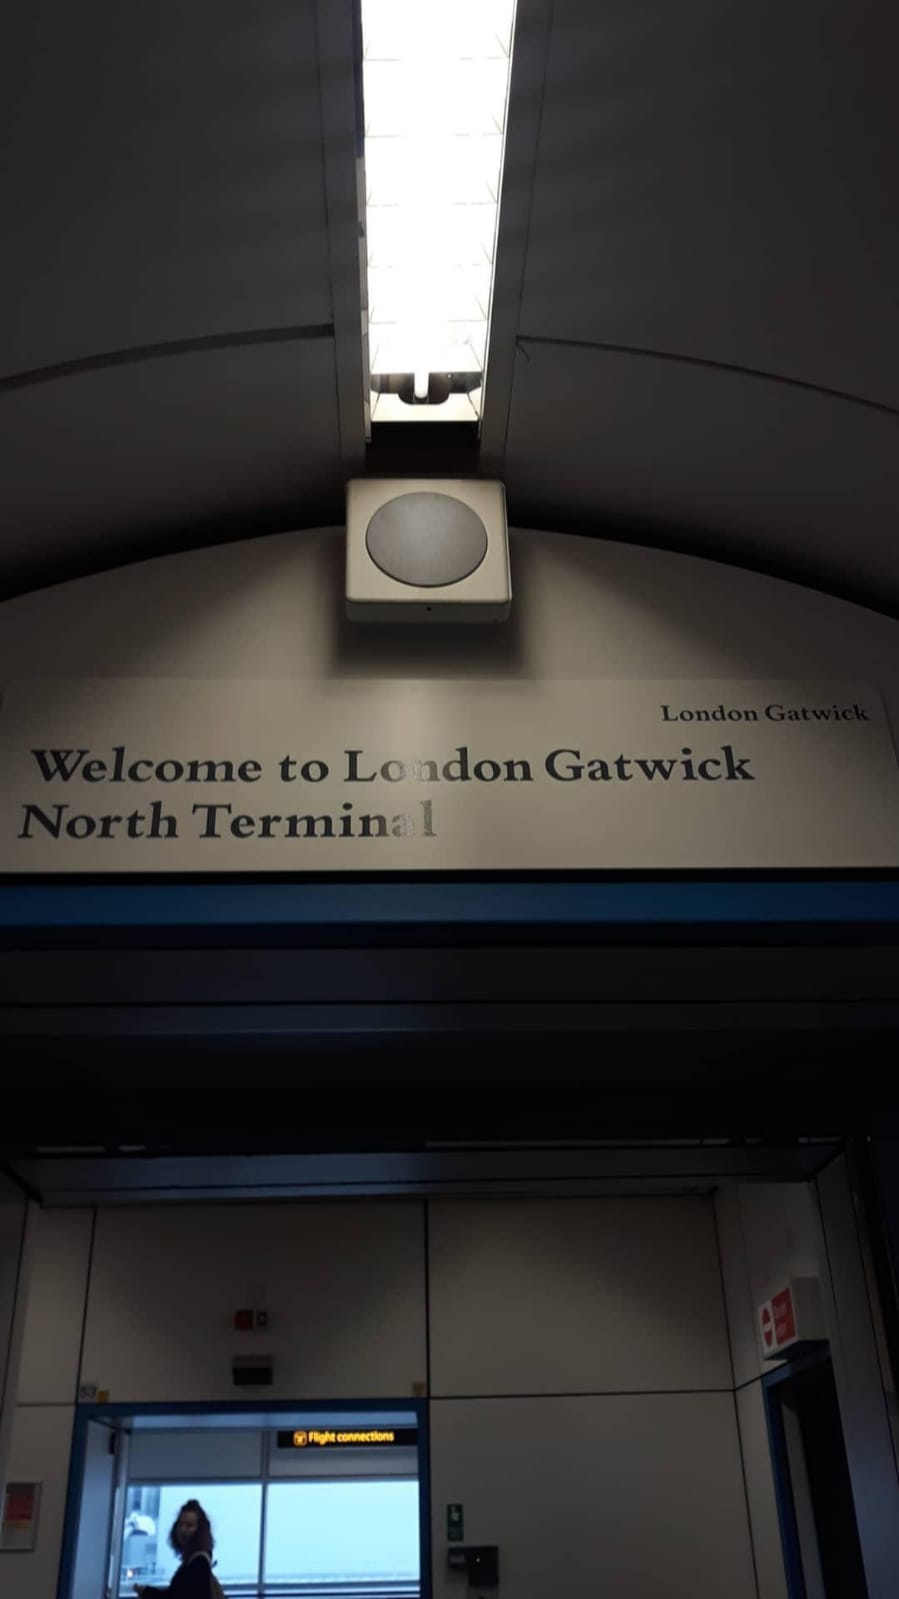 London Gatwick
Welcome to London Gatwick
North Terminal
Flight connections